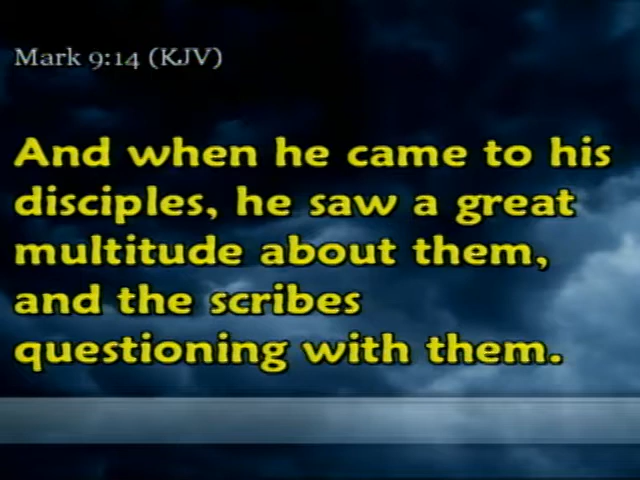 Mark 9:14 (KJV)
And when he came to his
disciples, he saw a great
multitude about them,
and the scribes
questioning with them.